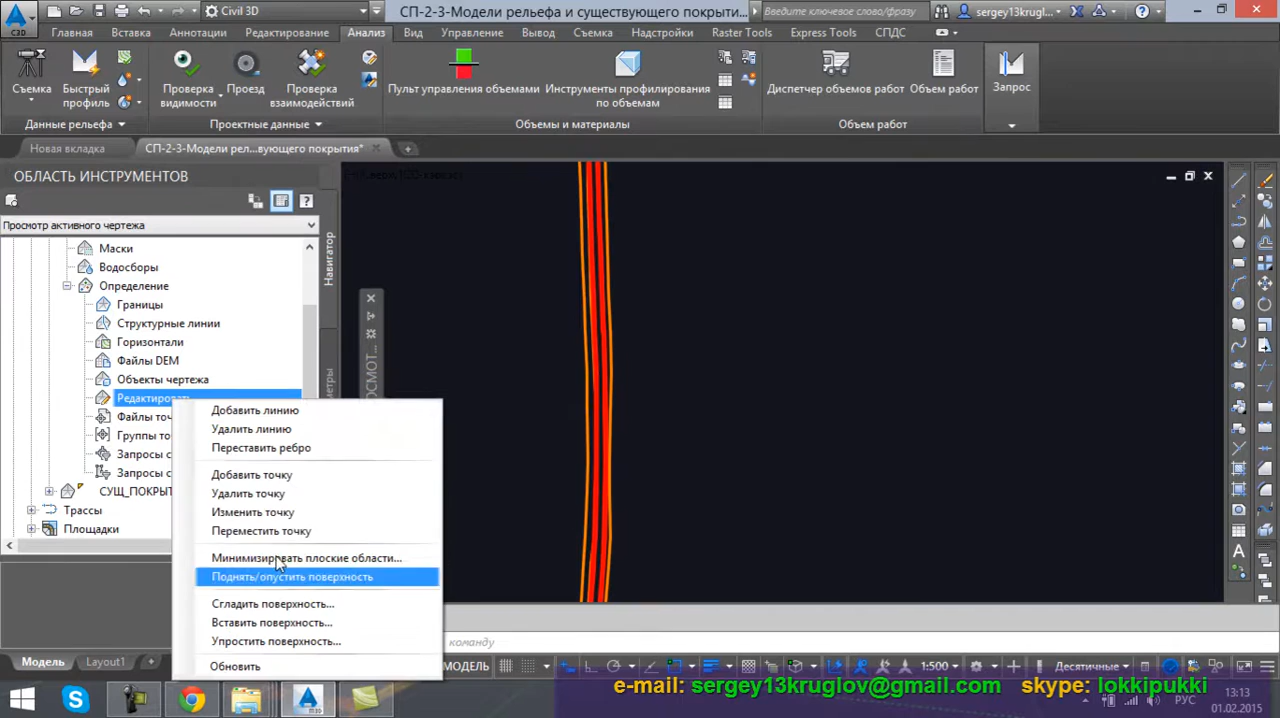 C3D
Civil 3D
СП-2-3-Модели рельефа и существующего покрыти...
Введите ключевое слово/фразу
sergey13krugl...
Главная Вставка Аннотации Редактирование Анализ Вид Управление Вывод Съемка Надстройки Raster Tools Express Tools СПДС
Съемка
Быстрый
профиль
Проверка
видимости
Проезд
Проверка
взаимодействий
Пульт управления объемами
Инструменты профилирования
по объемам
Диспетчер объемов работ
Объем работ
Запрос
Данные рельефа
Проектные данные
Объемы и материалы
Объем работ
Новая вкладка
СП-2-3-Модели рел...вующего покрытия*
ОБЛАСТЬ ИНСТРУМЕНТОВ
Просмотр активного чертежа
Навигатор
Маски
Водосборы
Определение
Границы
Структурные линии
Горизонтали
Файлы DEM
Объекты чертежа
Редактировать
Файлы точ
Группы то
Запросы с
Запросы с
СУЩ_ПОКРЫТ
Трассы
Площадки
метры
ОСМОТ...
Добавить линию
Удалить линию
Переставить ребро
Добавить точку
Удалить точку
Изменить точку
Переместить точку
Минимизировать плоские области...
Поднять/опустить поверхность
Сгладить поверхность...
Вставить поверхность...
Упростить поверхность...
Обновить
команду
Модель Layout1
МОДЕЛЬ
1:500
Десятичные
e-mail: sergey13kruglov@gmail.com skype: lokkipukki
РУС
13:13
01.02.2015